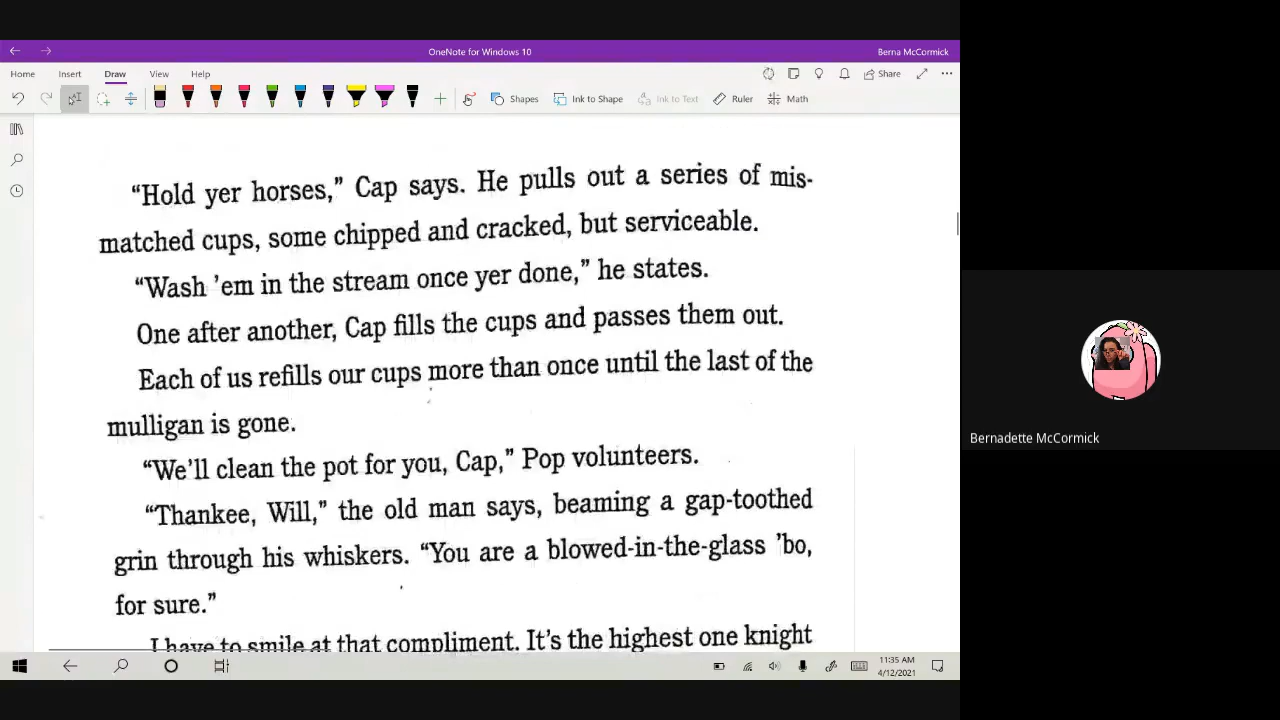 OneNote for Windows 10
Berna McCormick
Home Insert Draw View Help
Share
Shapes Ink to Shape Ink to Text Ruler Math
“Hold yer horses,” Cap says. He pulls out a series of mis-
matched cups, some chipped and cracked, but serviceable.
“Wash ’em in the stream once yer done,” he states.
One after another, Cap fills the cups and passes them out.
Each of us refills our cups more than once until the last of the
mulligan is gone.
“We’ll clean the pot for you, Cap,” Pop volunteers.
“Thankee, Will,” the old man says, beaming a gap-toothed
grin through his whiskers. “You are a blowed-in-the-glass ’bo,
for sure.”
I have to smile at that compliment. It’s the highest one knight
Bernadette McCormick
11:35 AM
4/12/2021